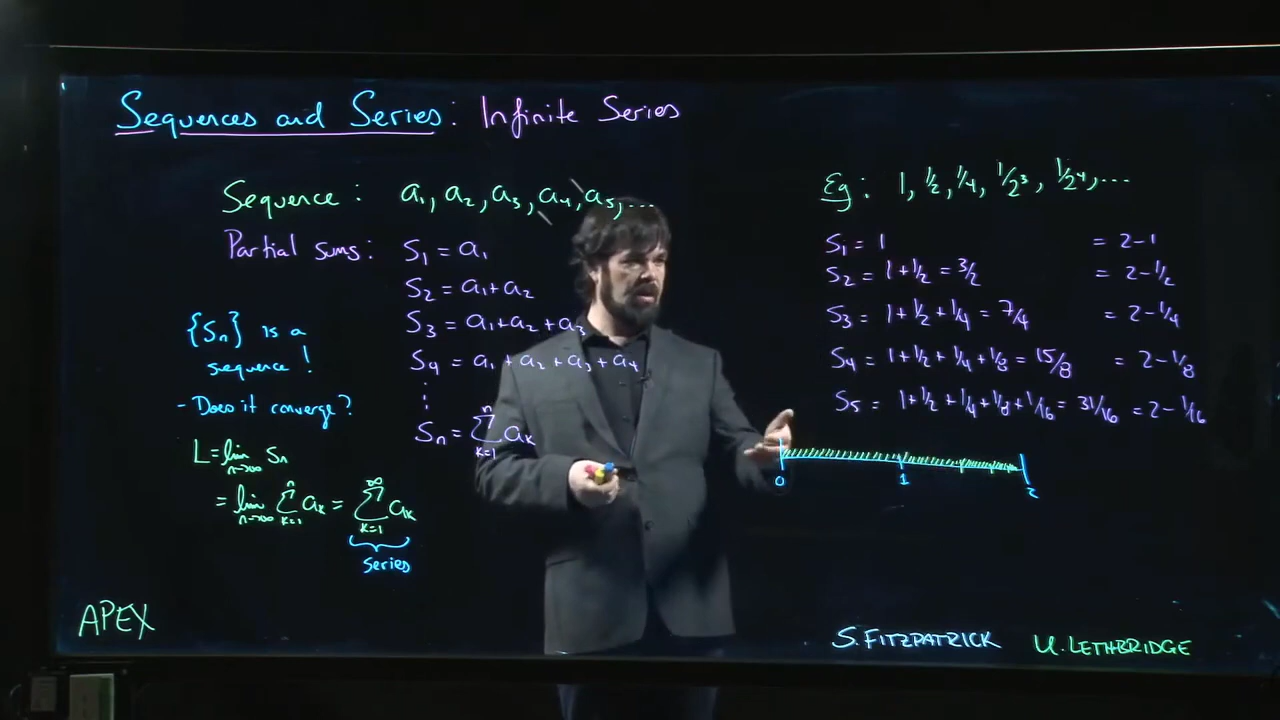 Sequences and Series: Infinite Series
Sequence: a₁, a₂, a₃, a₄, a₅, ...
Partial sums: S₁ = a₁
S₂ = a₁+a₂
S₃ = a₁+a₂+a₃
S₄ = a₁+a₂+a₃+a₄
⋮
Sₙ = ∑ₖ₌₁ⁿ aₖ
{Sₙ} is a
sequence!
- Does it converge?
L = lim n→∞ Sₙ
= lim n→∞ ∑ₖ₌₁ⁿ aₖ = ∑ₖ₌₁^∞ aₖ
series
APEX
Eg: 1, 1/2, 1/4, 1/2³, 1/2⁴, ...
S₁ = 1 = 2-1
S₂ = 1+1/2 = 3/2 = 2-1/2
S₃ = 1+1/2+1/4 = 7/4 = 2-1/4
S₄ = 1+1/2+1/4+1/8 = 15/8 = 2-1/8
S₅ = 1+1/2+1/4+1/8+1/16 = 31/16 = 2-1/16
0 1 2
S. FITZPATRICK U. LETHBRIDGE